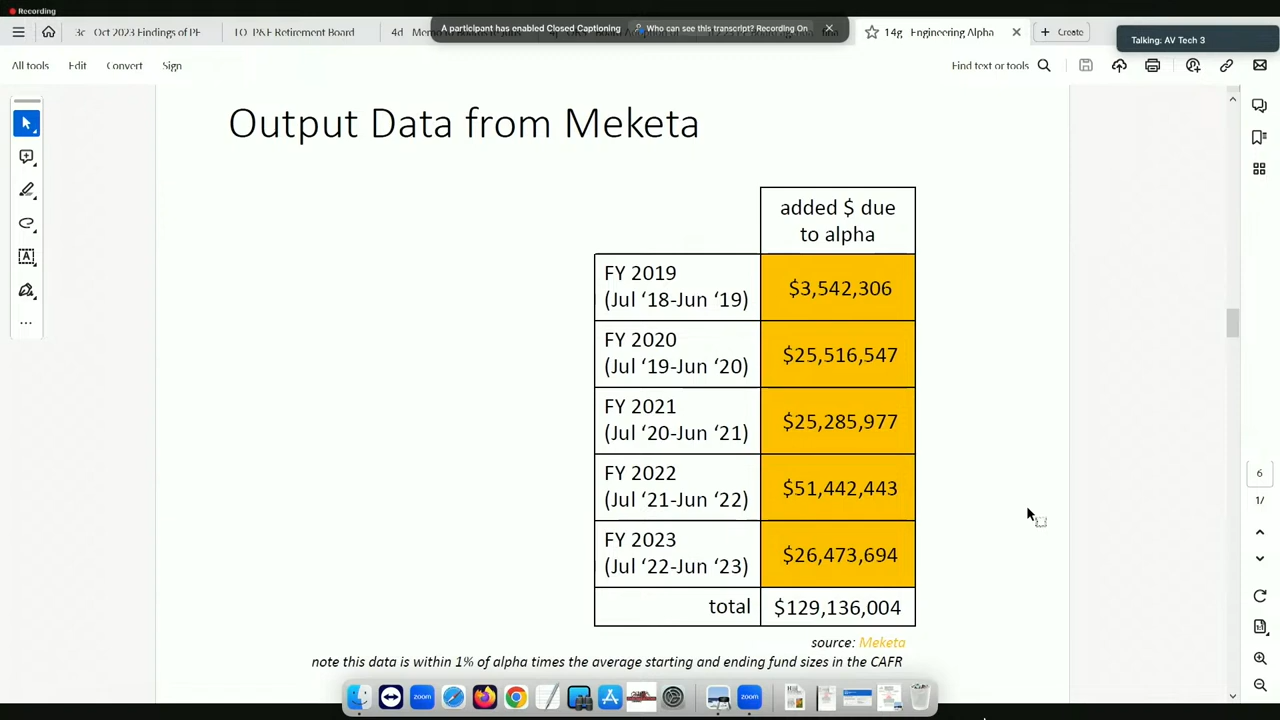 Recording
A participant has enabled Closed Captioning
Who can see this transcript? Recording On
Talking: AV Tech 3
3c Oct 2023 Findings of PF
TO P&F Retirement Board
4d
14g Engineering Alpha
Create
All tools
Edit
Convert
Sign
Find text or tools
Output Data from Meketa
added $ due
to alpha
FY 2019
(Jul ‘18-Jun ‘19)
$3,542,306
FY 2020
(Jul ‘19-Jun ‘20)
$25,516,547
FY 2021
(Jul ‘20-Jun ‘21)
$25,285,977
FY 2022
(Jul ‘21-Jun ‘22)
$51,442,443
FY 2023
(Jul ‘22-Jun ‘23)
$26,473,694
total
$129,136,004
source: Meketa
note this data is within 1% of alpha times the average starting and ending fund sizes in the CAFR
6
zoom
zoom